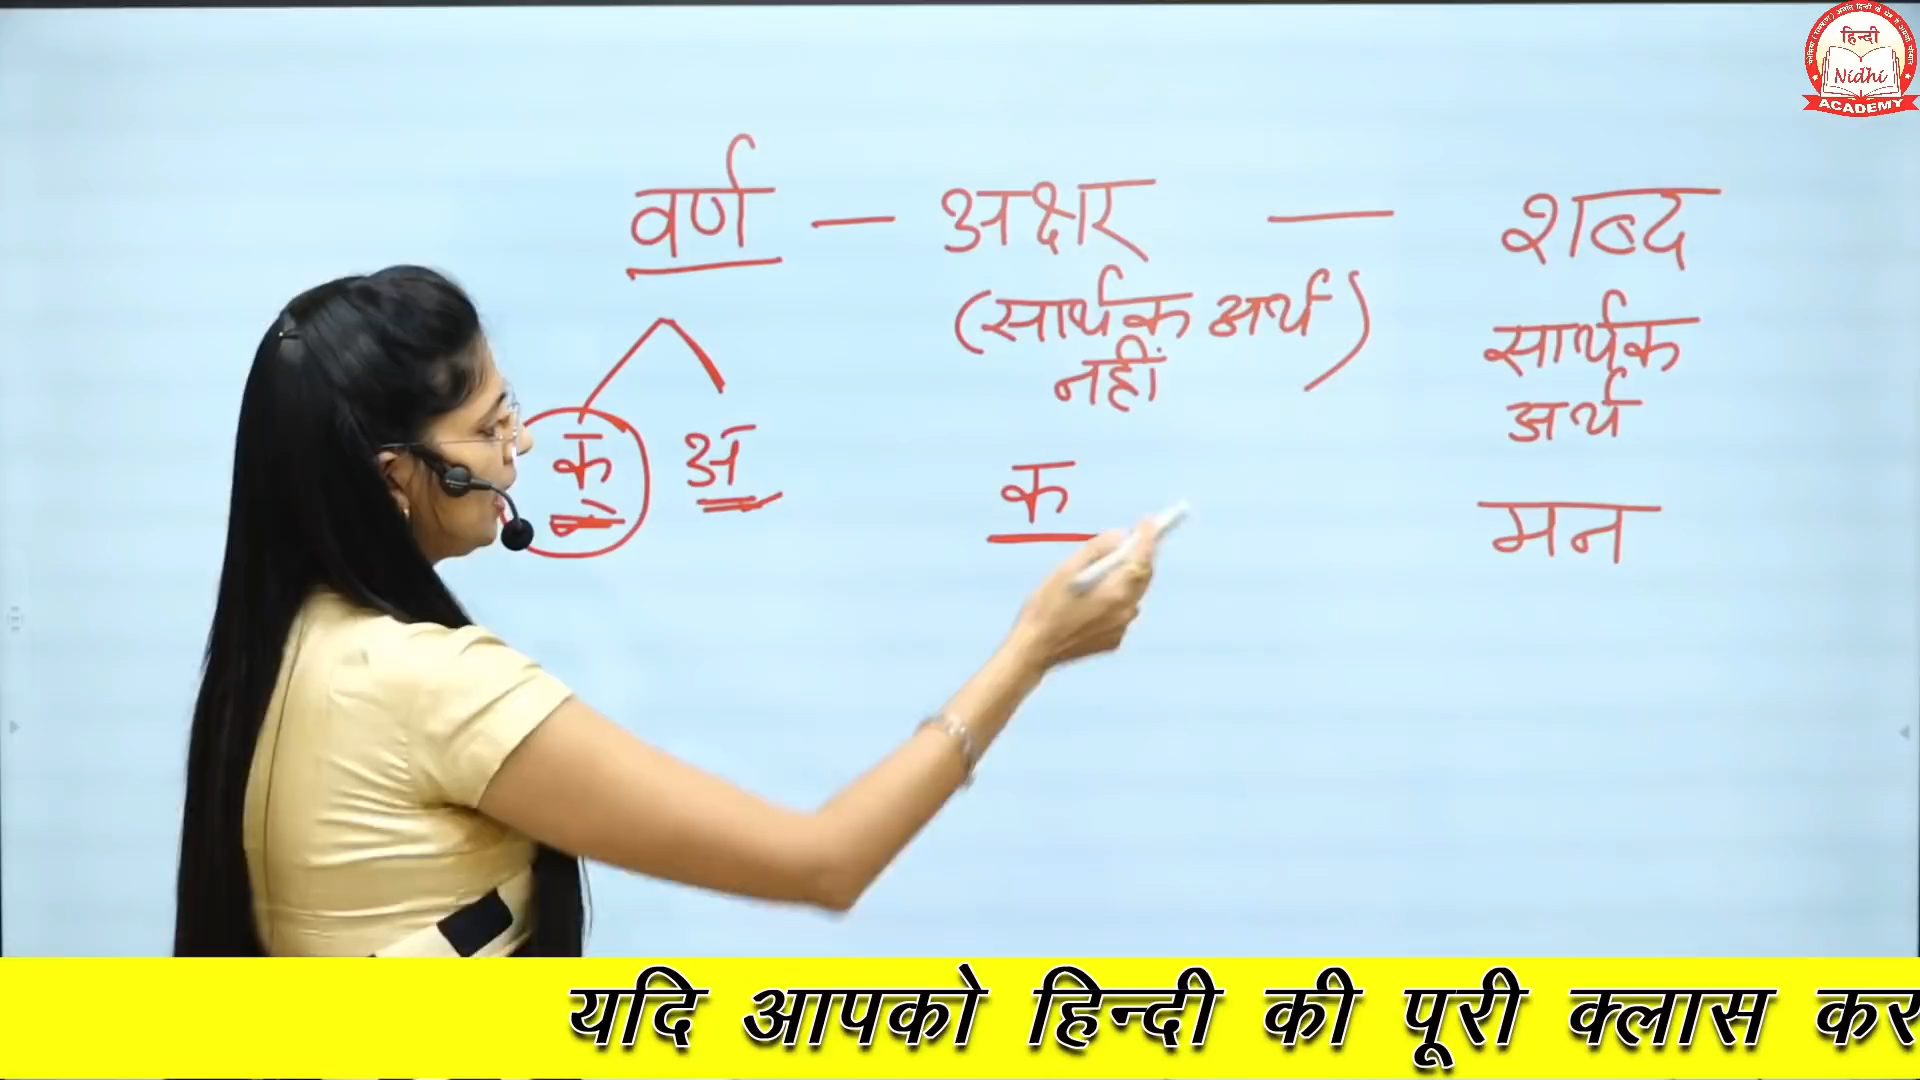 हिन्दी
Nidhi
ACADEMY
वर्ण — अक्षर — शब्द
(सार्थक अर्थ नहीं)
सार्थक
अर्थ
क अ
क
मन
यदि आपको हिन्दी की पूरी क्लास कर